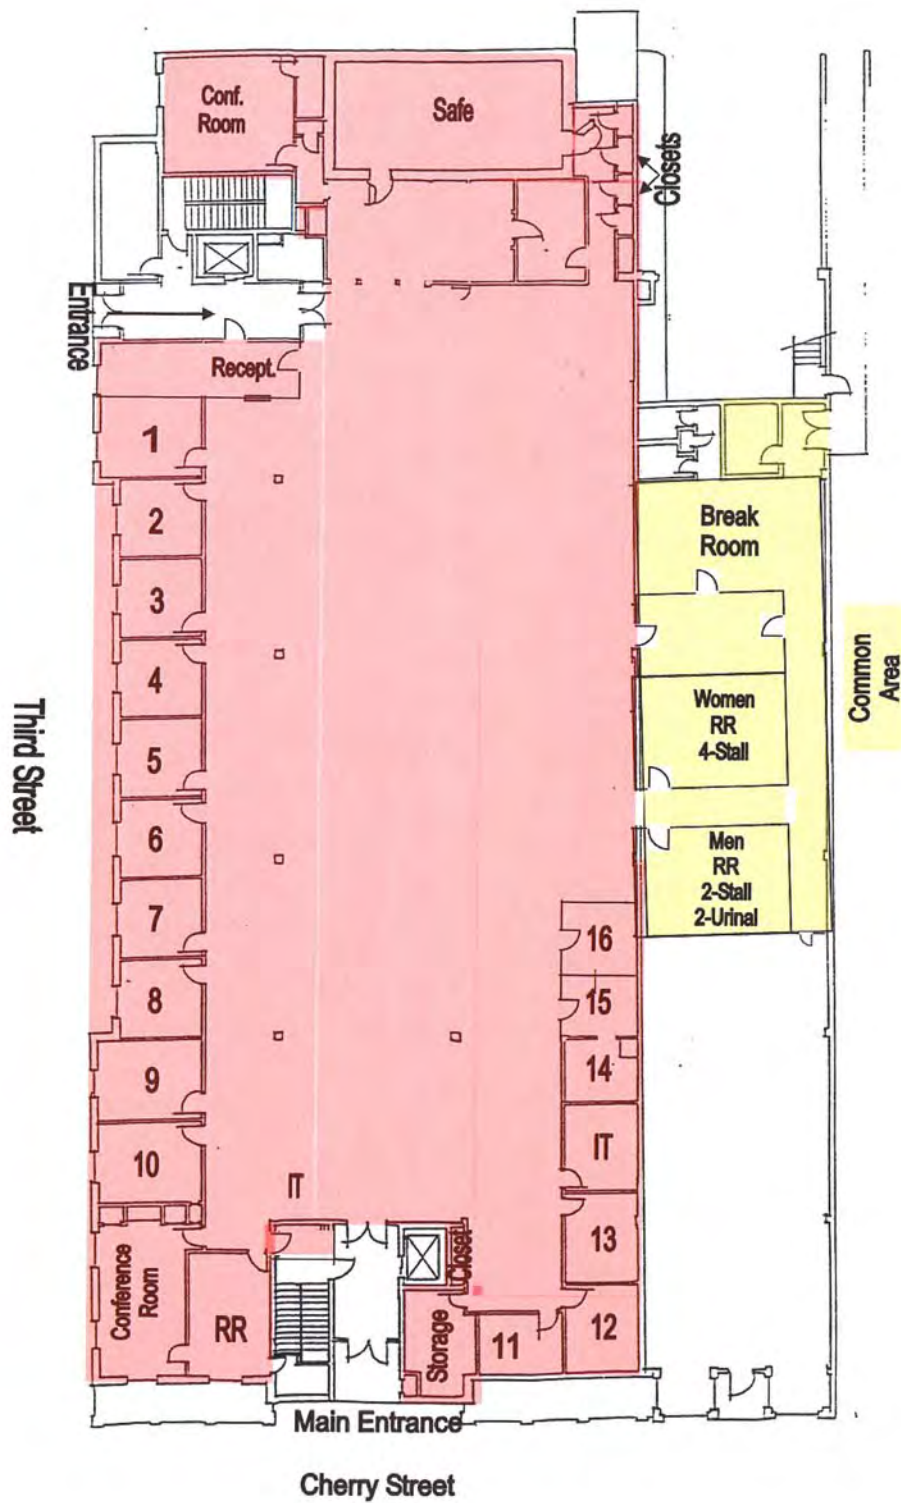 Conf.
Room
Safe
Closets
Entrance
Recept.
1
2
3
4
5
6
7
8
9
10
Third Street
Break
Room
Common
Area
Women
RR
4-Stall
Men
RR
2-Stall
2-Urinal
16
15
14
IT
13
12
11
IT
Closet
Storage
Conference
Room
RR
Main Entrance
Cherry Street